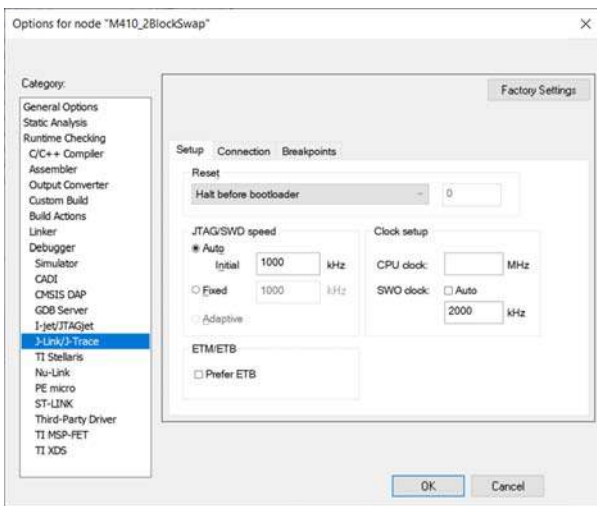 Options for node "M410_2BlockSwap"
Category:
Factory Settings
General Options
Static Analysis
Runtime Checking
C/C++ Compiler
Assembler
Output Converter
Custom Build
Build Actions
Linker
Debugger
Simulator
CADI
CMSIS DAP
GDB Server
I-jet/JTAGjet
J-Link/J-Trace
TI Stellaris
Nu-Link
PE micro
ST-LINK
Third-Party Driver
TI MSP-FET
TI XDS
Setup Connection Breakpoints
Reset
Halt before bootloader 0
JTAG/SWD speed
Auto
Initial 1000 kHz
Fixed 1000 kHz
Adaptive
Clock setup
CPU clock: MHz
SWO clock: Auto
2000 kHz
ETM/ETB
Prefer ETB
OK Cancel